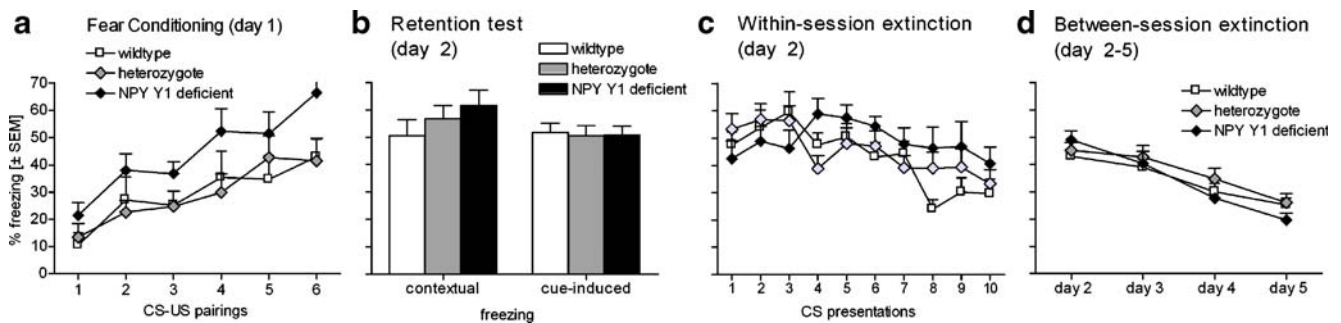 a Fear Conditioning (day 1)
wildtype
heterozygote
NPY Y1 deficient
% freezing [± SEM]
70
60
50
40
30
20
10
0
1 2 3 4 5 6
CS-US pairings
b Retention test
(day 2)
wildtype
heterozygote
NPY Y1 deficient
contextual cue-induced
freezing
c Within-session extinction
(day 2)
1 2 3 4 5 6 7 8 9 10
CS presentations
d Between-session extinction
(day 2-5)
wildtype
heterozygote
NPY Y1 deficient
day 2 day 3 day 4 day 5